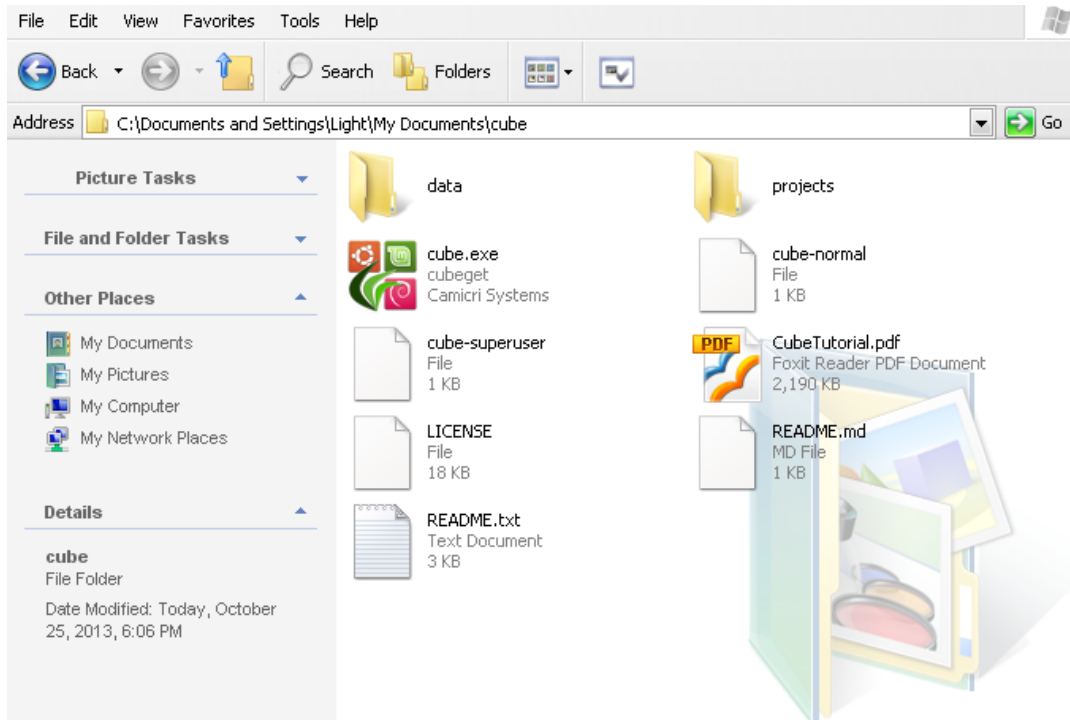 File Edit View Favorites Tools Help
Back Search Folders
Address C:\Documents and Settings\Light\My Documents\cube Go
Picture Tasks
File and Folder Tasks
Other Places
My Documents
My Pictures
My Computer
My Network Places
Details
cube
File Folder
Date Modified: Today, October
25, 2013, 6:06 PM
data
projects
cube.exe
cubeget
Camicri Systems
cube-normal
File
1 KB
cube-superuser
File
1 KB
PDF
CubeTutorial.pdf
Foxit Reader PDF Document
2,190 KB
LICENSE
File
18 KB
README.md
MD File
1 KB
README.txt
Text Document
3 KB